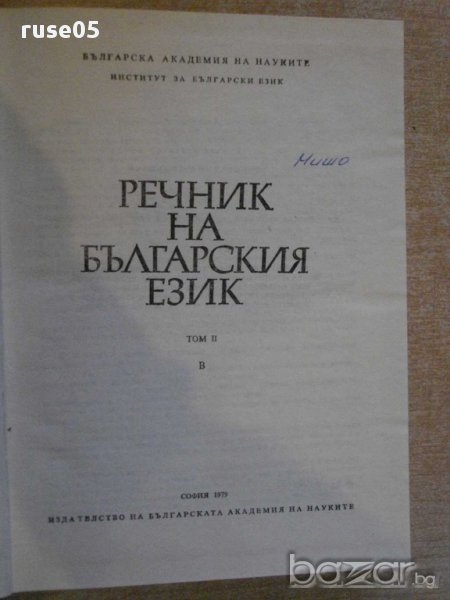 ruse05
БЪЛГАРСКА АКАДЕМИЯ НА НАУКИТЕ
ИНСТИТУТ ЗА БЪЛГАРСКИ ЕЗИК
Мишо
РЕЧНИК
НА
БЪЛГАРСКИЯ
ЕЗИК
ТОМ II
В
СОФИЯ 1979
ИЗДАТЕЛСТВО НА БЪЛГАРСКАТА АКАДЕМИЯ НА НАУКИТЕ
bazar.bg